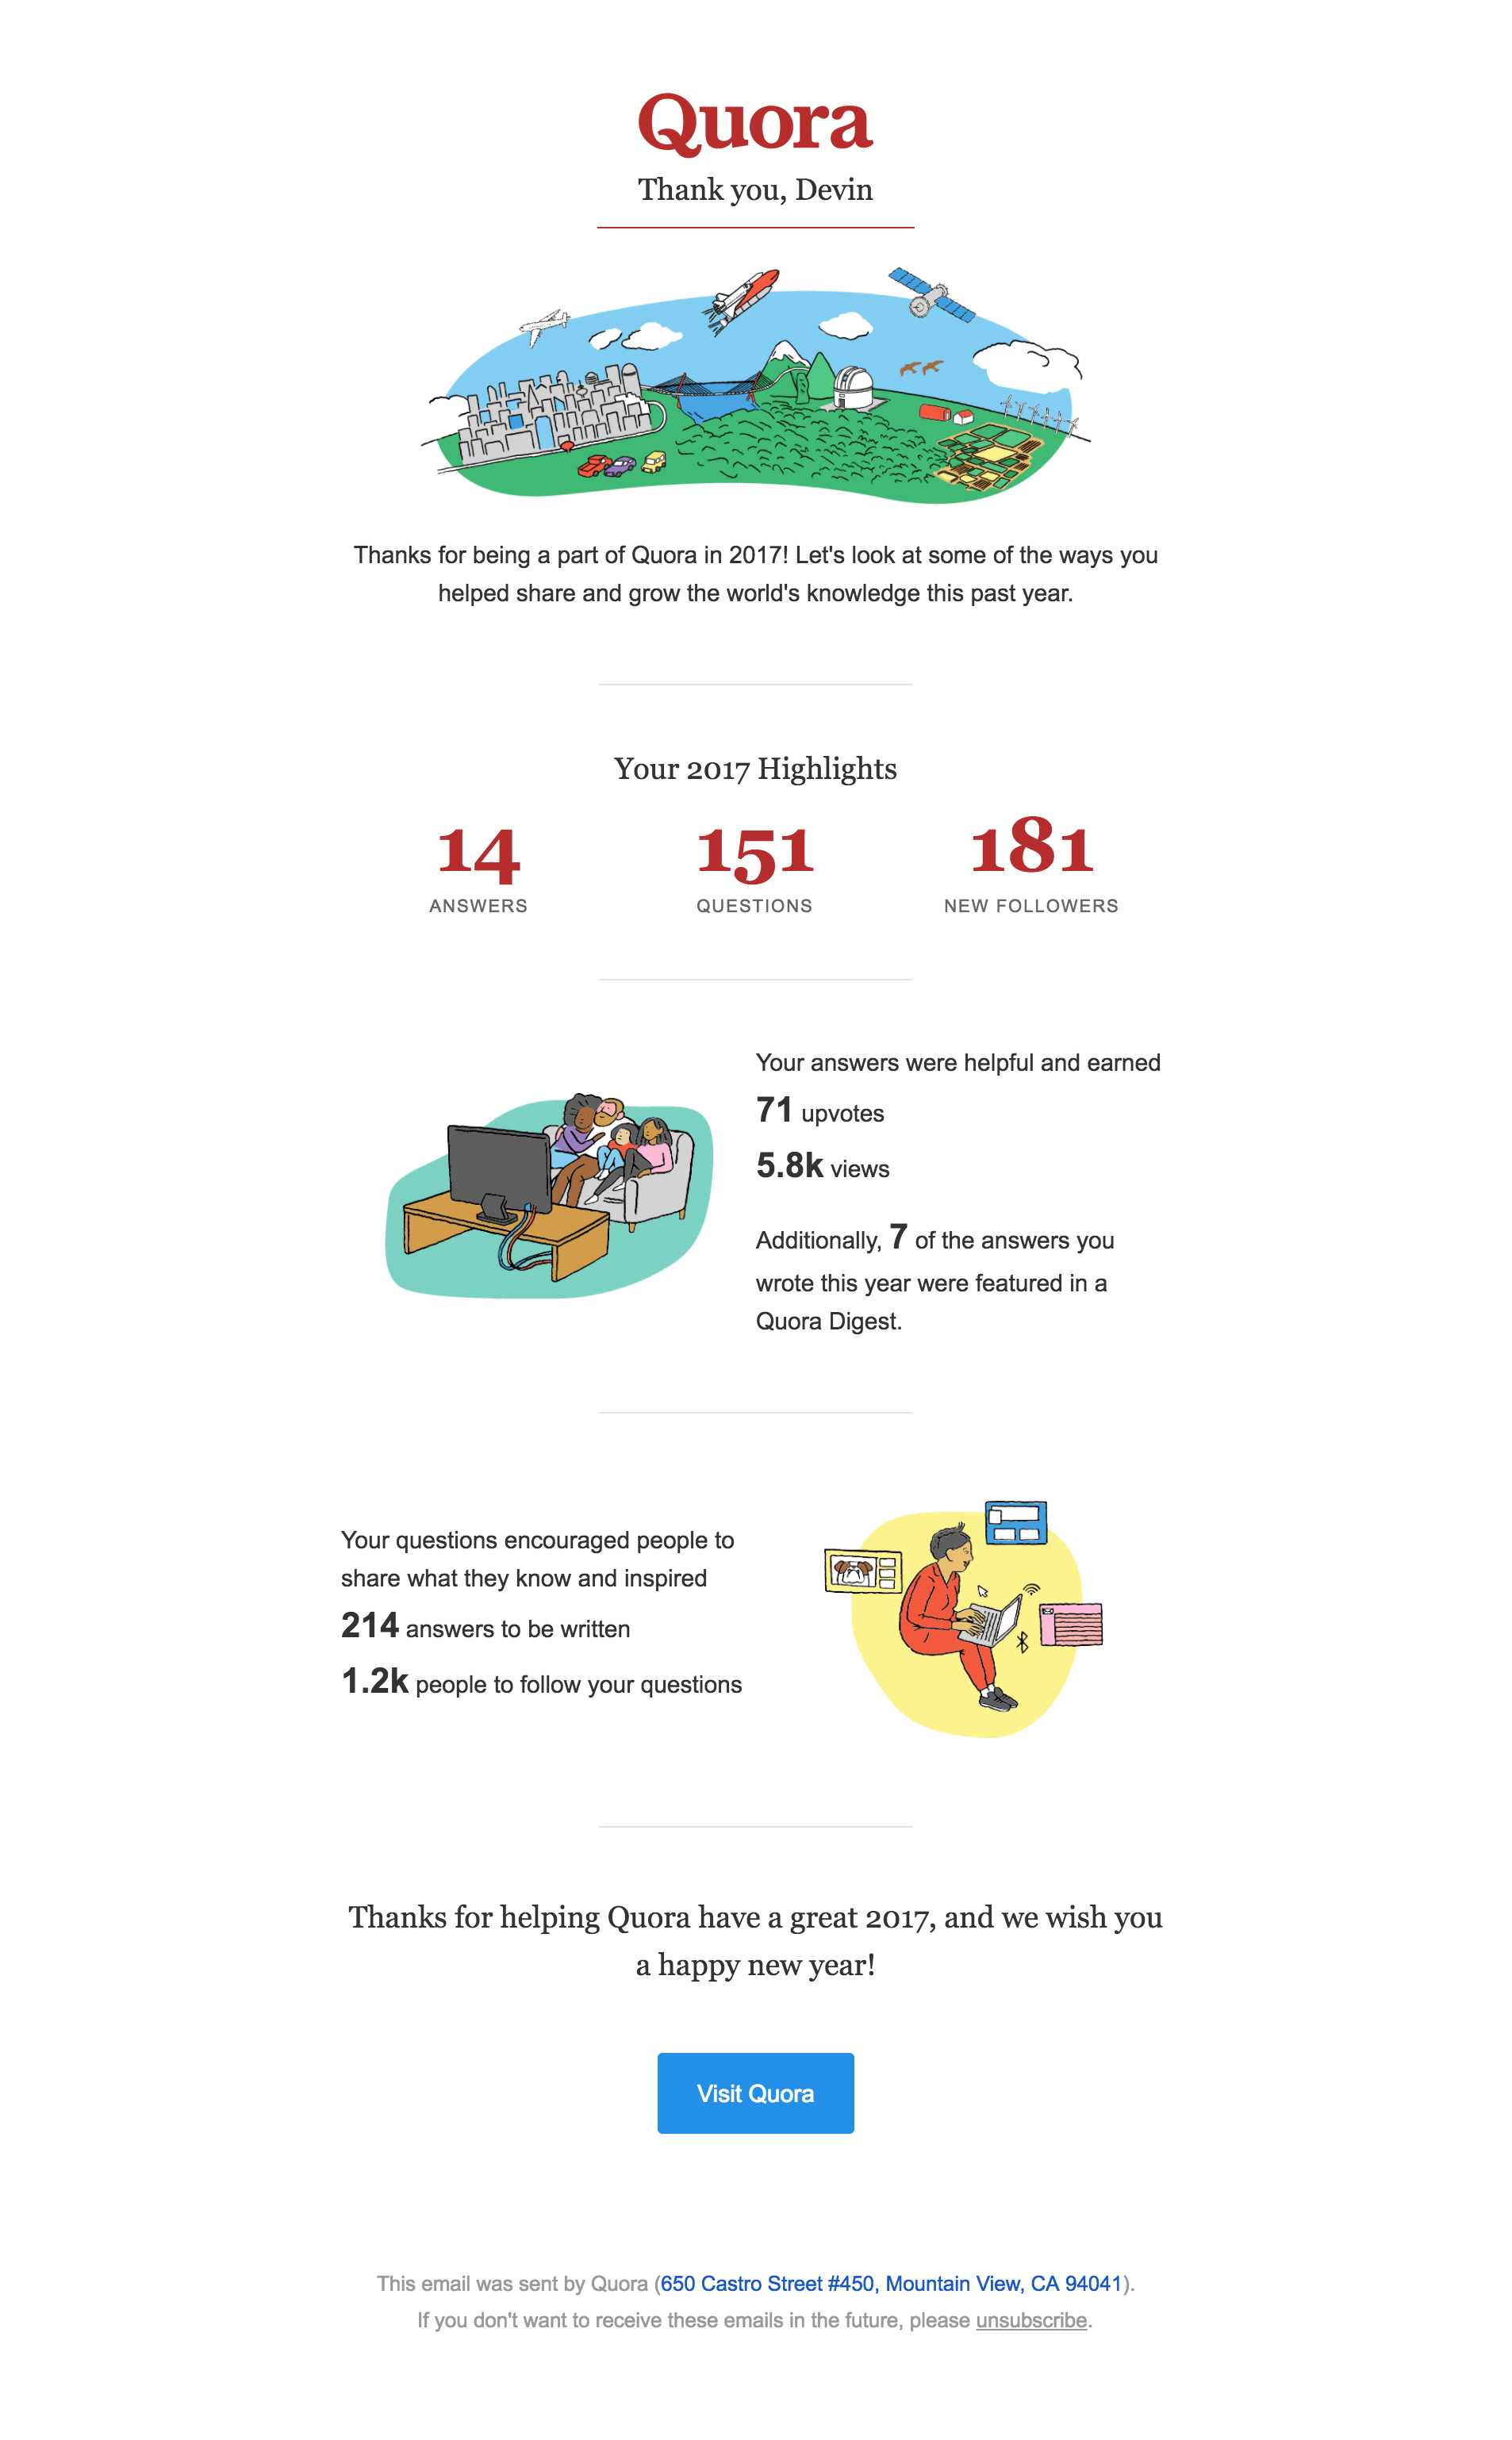 Quora
Thank you, Devin
Thanks for being a part of Quora in 2017! Let's look at some of the ways you
helped share and grow the world's knowledge this past year.
Your 2017 Highlights
14
ANSWERS
151
QUESTIONS
181
NEW FOLLOWERS
Your answers were helpful and earned
71 upvotes
5.8k views
Additionally, 7 of the answers you
wrote this year were featured in a
Quora Digest.
Your questions encouraged people to
share what they know and inspired
214 answers to be written
1.2k people to follow your questions
Thanks for helping Quora have a great 2017, and we wish you
a happy new year!
Visit Quora
This email was sent by Quora (650 Castro Street #450, Mountain View, CA 94041).
If you don't want to receive these emails in the future, please unsubscribe.